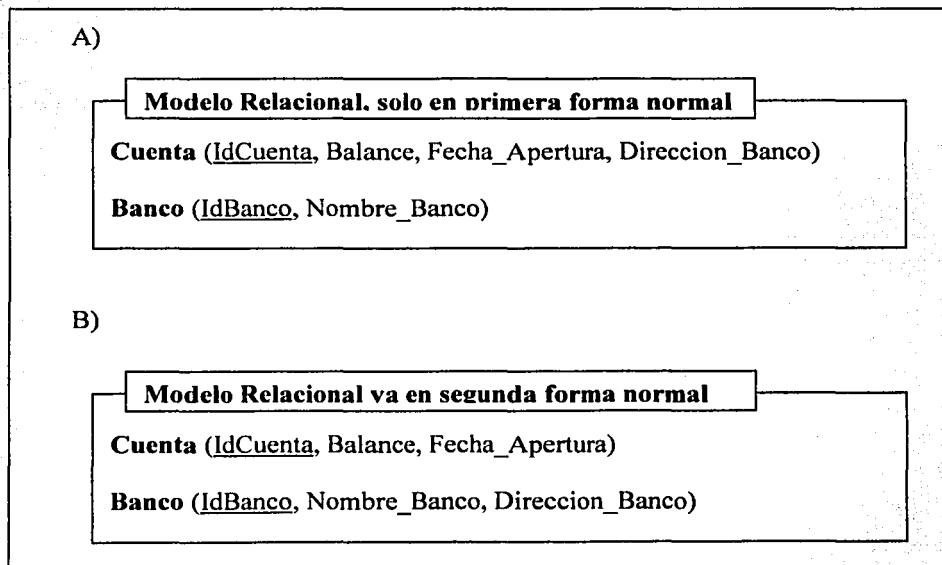 A)
Modelo Relacional, solo en primera forma normal
Cuenta (IdCuenta, Balance, Fecha_Apertura, Direccion_Banco)
Banco (IdBanco, Nombre_Banco)
B)
Modelo Relacional ya en segunda forma normal
Cuenta (IdCuenta, Balance, Fecha_Apertura)
Banco (IdBanco, Nombre_Banco, Direccion_Banco)